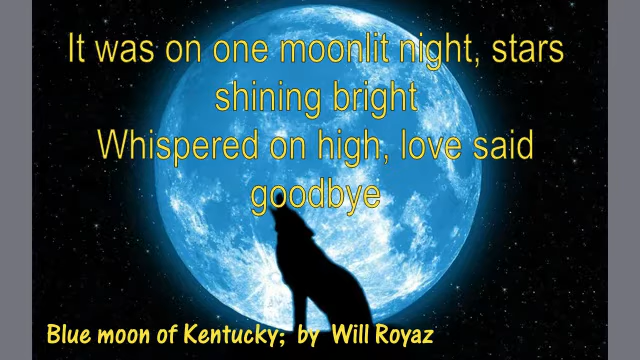 It was on one moonlit night, stars
shining bright
Whispered on high, love said
goodbye
Blue moon of Kentucky; by Will Royaz